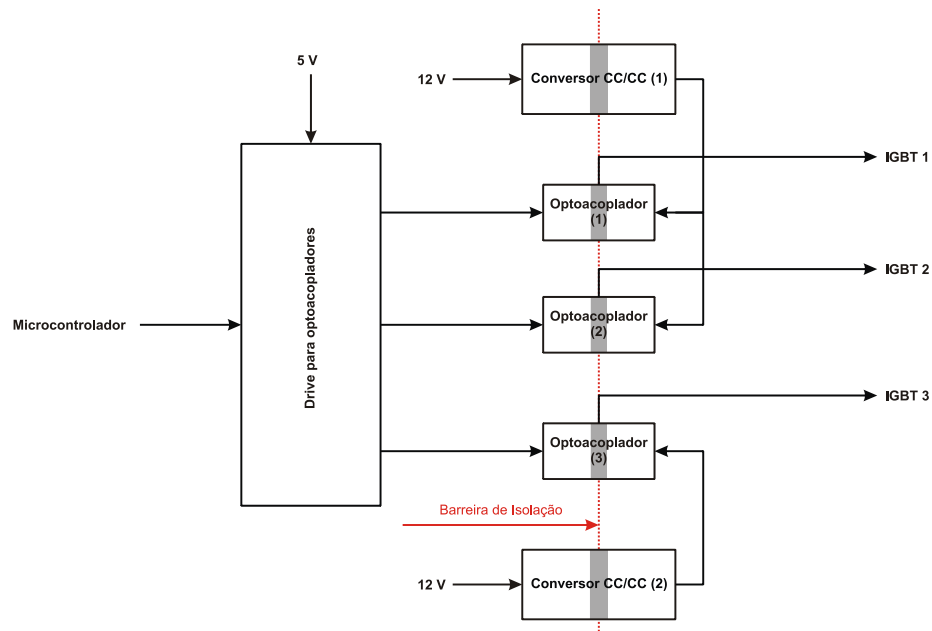 5 V
12 V
Conversor CC/CC (1)
IGBT 1
Optoacoplador
(1)
IGBT 2
Optoacoplador
(2)
Microcontrolador
Drive para optoacopladores
IGBT 3
Optoacoplador
(3)
Barreira de Isolação
12 V
Conversor CC/CC (2)